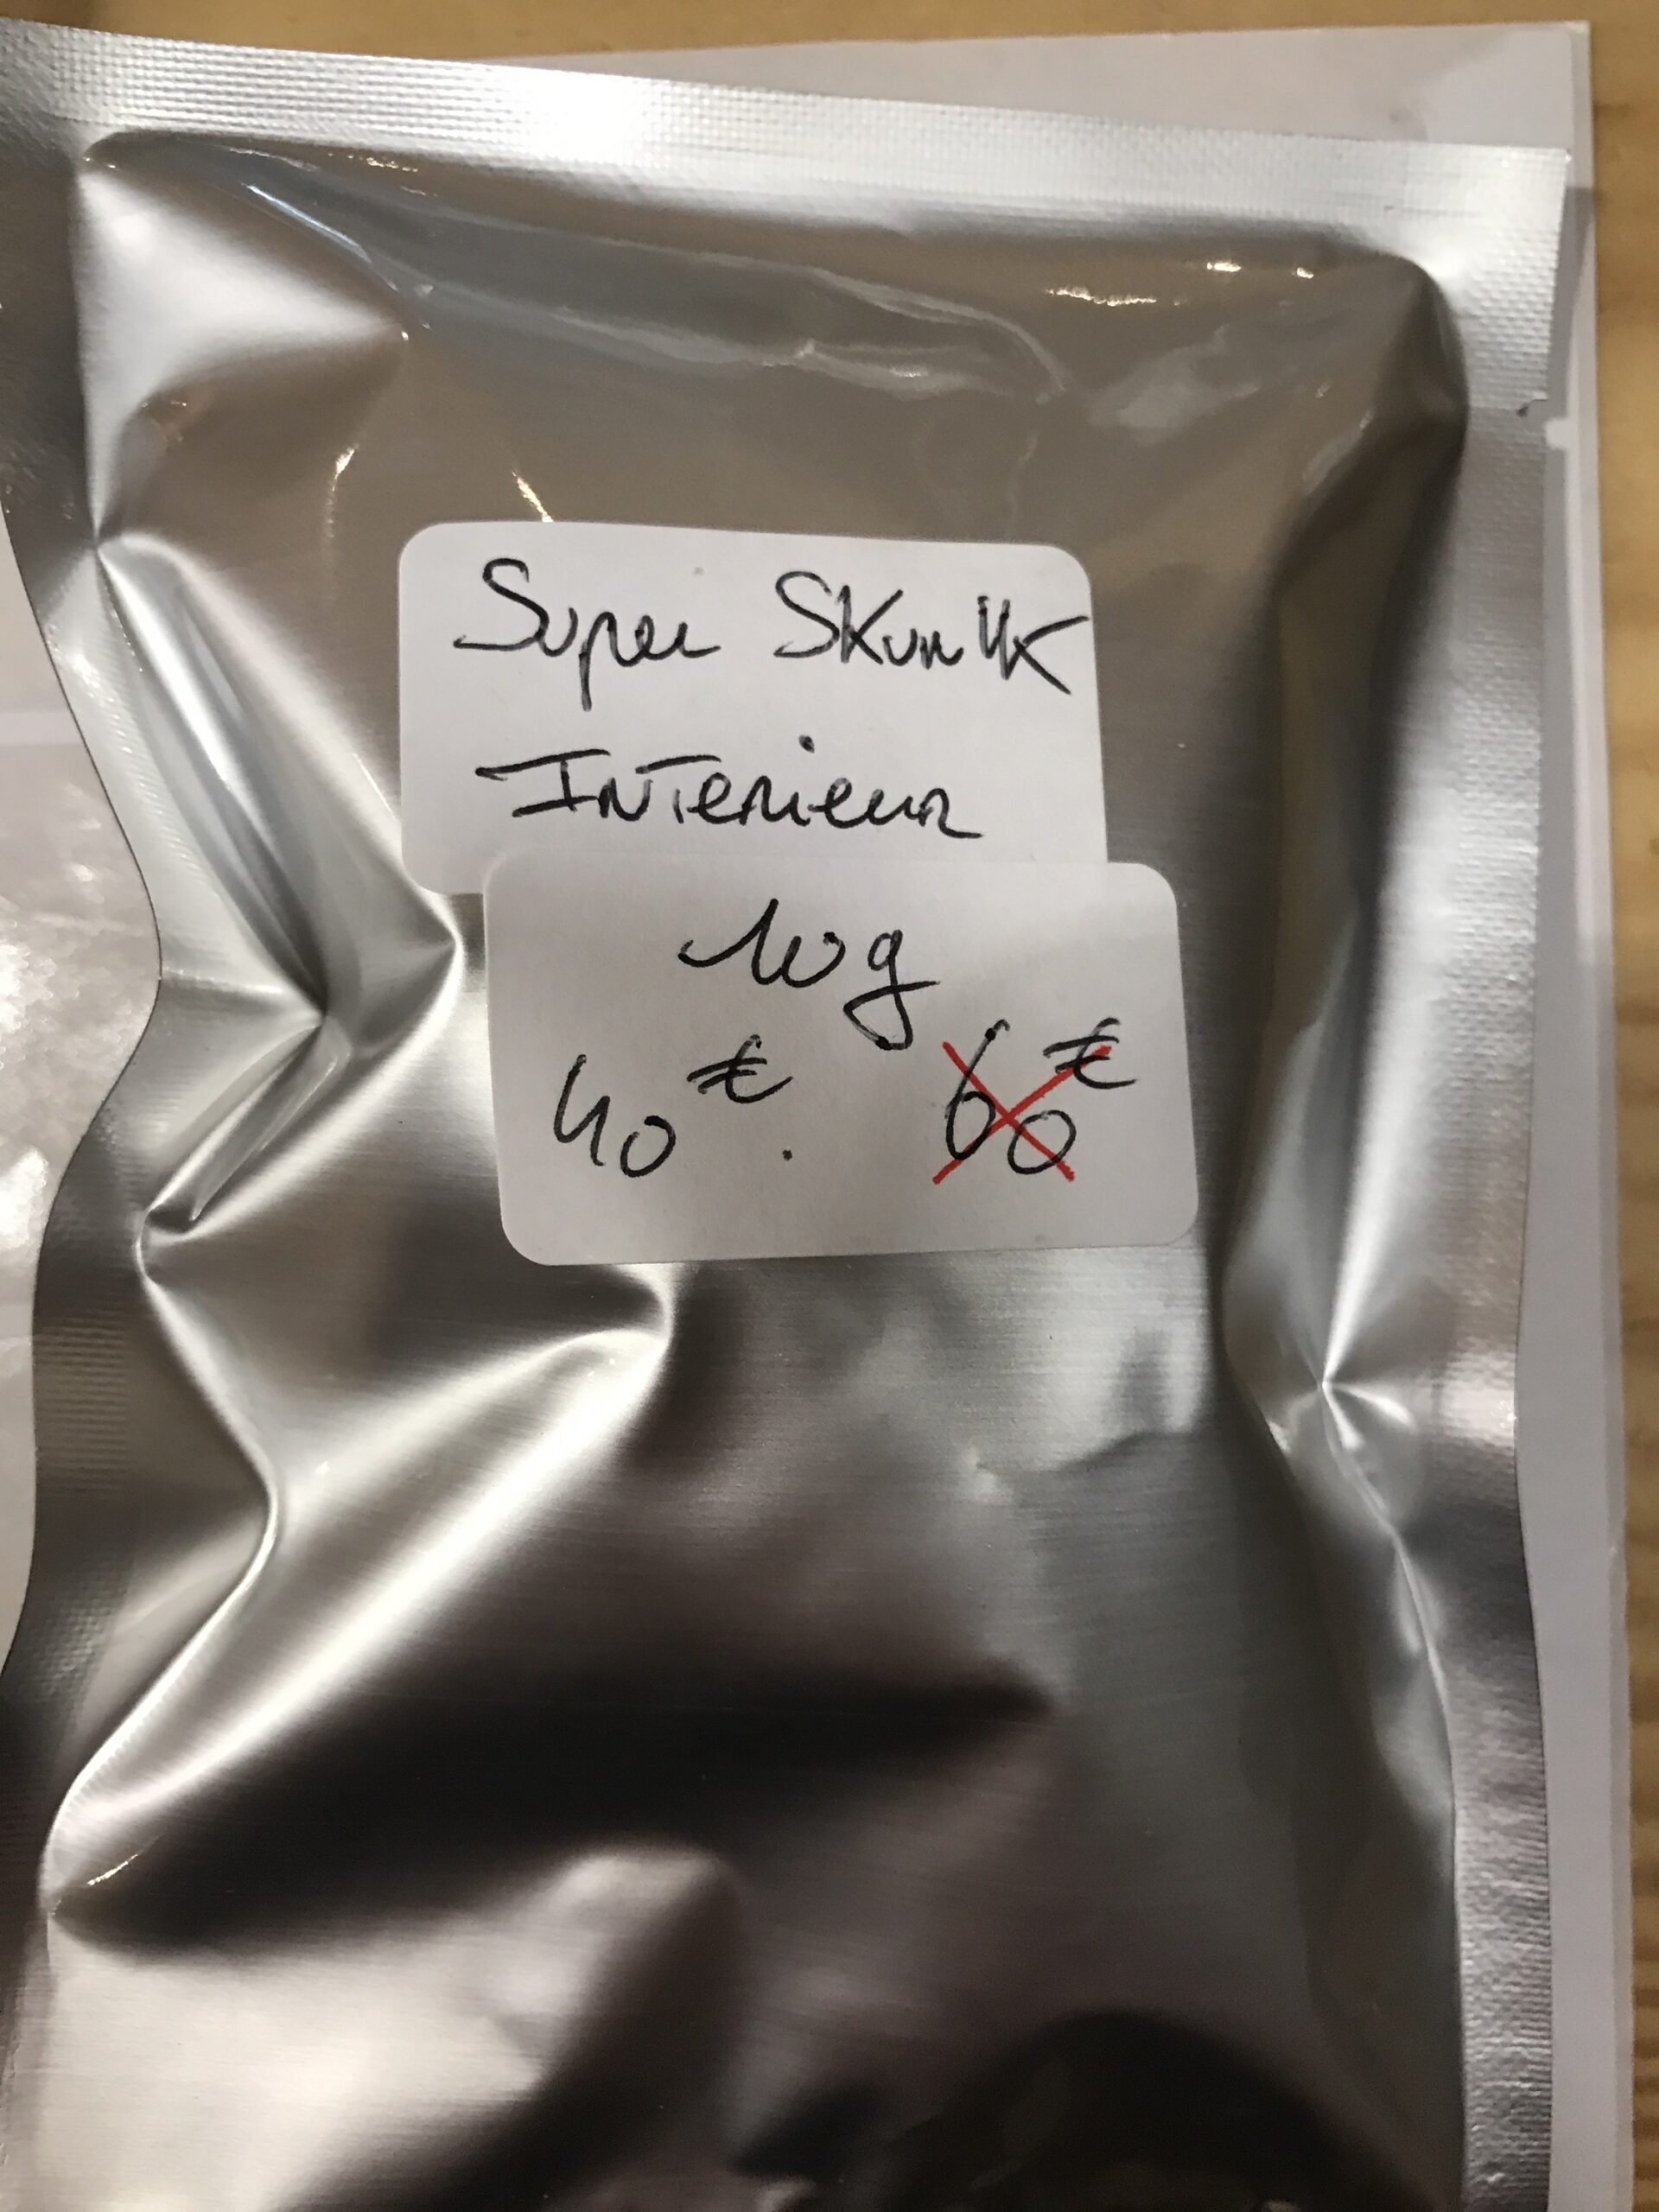 Super Skunk
INTerieur
10g
40€. 60€